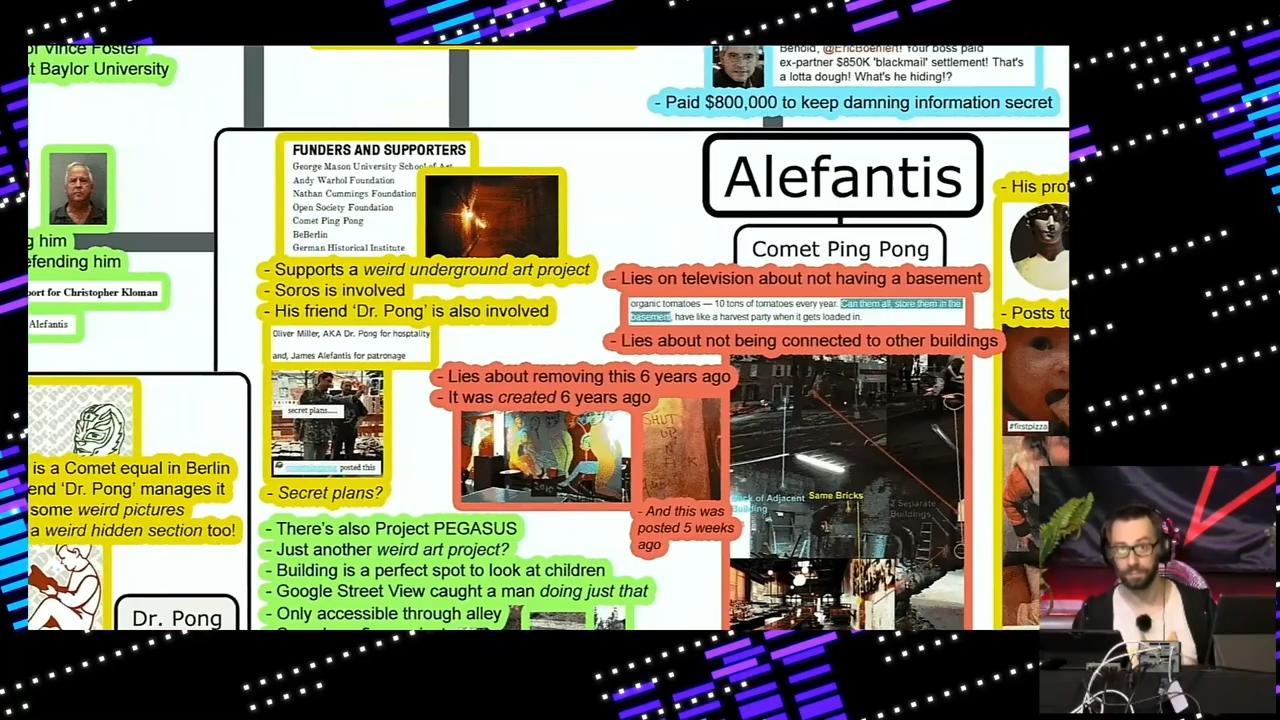 of Vince Foster
at Baylor University
Behold, @EricBoehlert! Your boss paid
ex-partner $850K 'blackmail' settlement! That's
a lotta dough! What's he hiding!?
- Paid $800,000 to keep damning information secret
g him
efending him
port for Christopher Kloman
Alefantis
FUNDERS AND SUPPORTERS
George Mason University School of Art
Andy Warhol Foundation
Nathan Cummings Foundation
Open Society Foundation
Comet Ping Pong
BeBerlin
German Historical Institute
- Supports a weird underground art project
- Soros is involved
- His friend ‘Dr. Pong’ is also involved
Oliver Miller, AKA Dr. Pong for hosptality
and, James Alefantis for patronage
secret plans.....
posted this
- Secret plans?
Alefantis
Comet Ping Pong
- Lies on television about not having a basement
organic tomatoes — 10 tons of tomatoes every year. Can them all, store them in the
basement, have like a harvest party when it gets loaded in.
- Lies about not being connected to other buildings
- Lies about removing this 6 years ago
- It was created 6 years ago
SHUT
UP
- And this was
posted 5 weeks
ago
Back of Adjacent
Building
Same Bricks
Separate
Buildings
- His prof
- Posts to
#firstpizza
is a Comet equal in Berlin
end ‘Dr. Pong’ manages it
some weird pictures
a weird hidden section too!
Dr. Pong
- There’s also Project PEGASUS
- Just another weird art project?
- Building is a perfect spot to look at children
- Google Street View caught a man doing just that
- Only accessible through alley